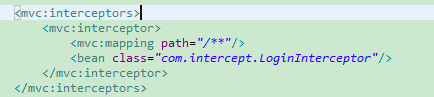 <mvc:interceptors>
    <mvc:interceptor>
        <mvc:mapping path="/**"/>
        <bean class="com.intercept.LoginInterceptor"/>
    </mvc:interceptor>
</mvc:interceptors>